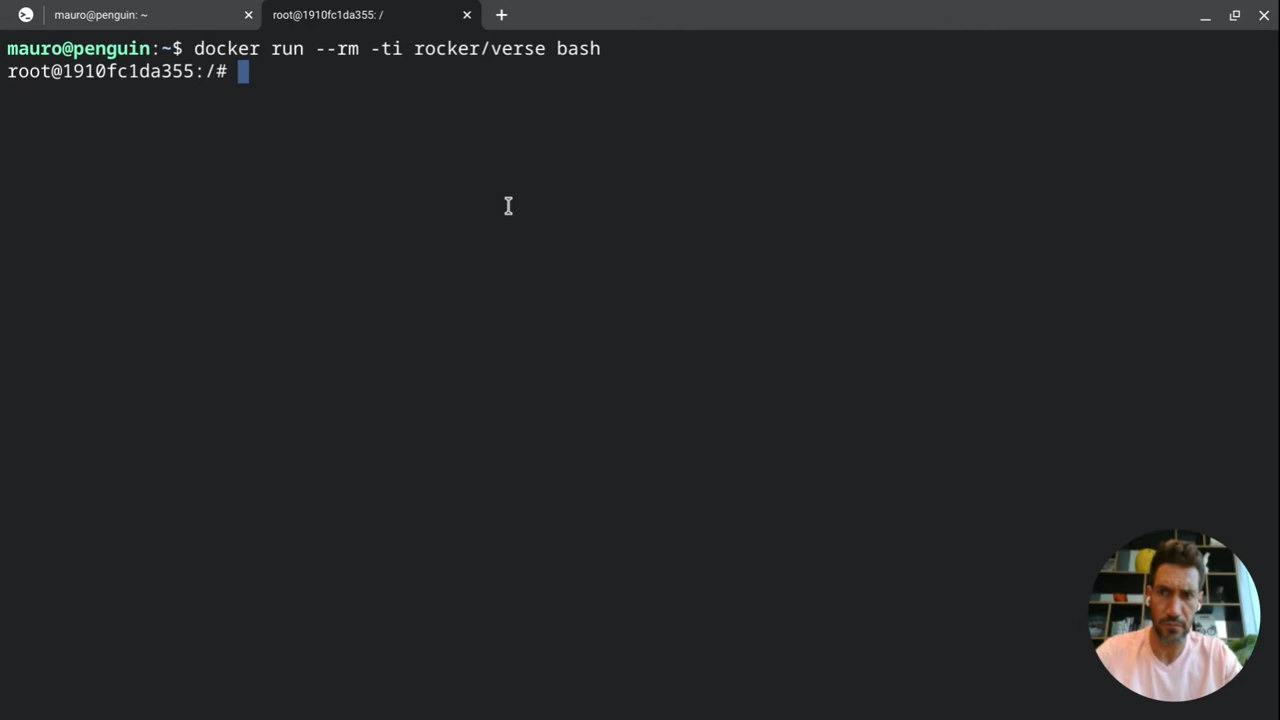 mauro@penguin: ~
root@1910fc1da355: /
mauro@penguin:~$ docker run --rm -ti rocker/verse bash
root@1910fc1da355:/#